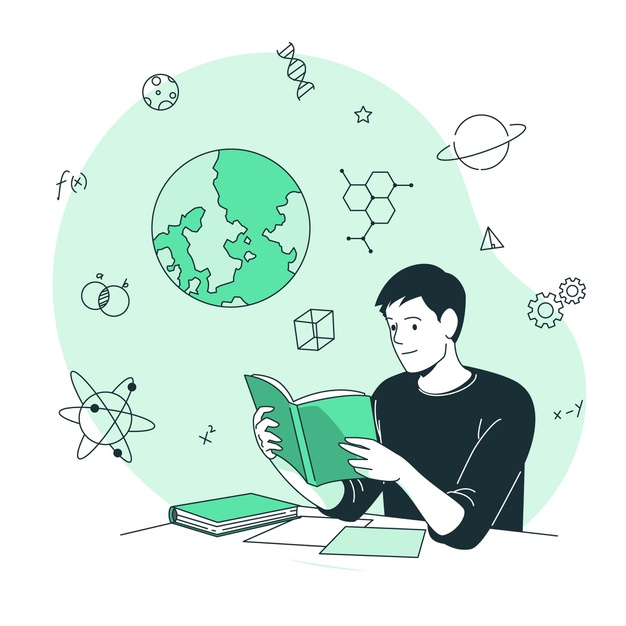 f(x)
a b
x²
x-y